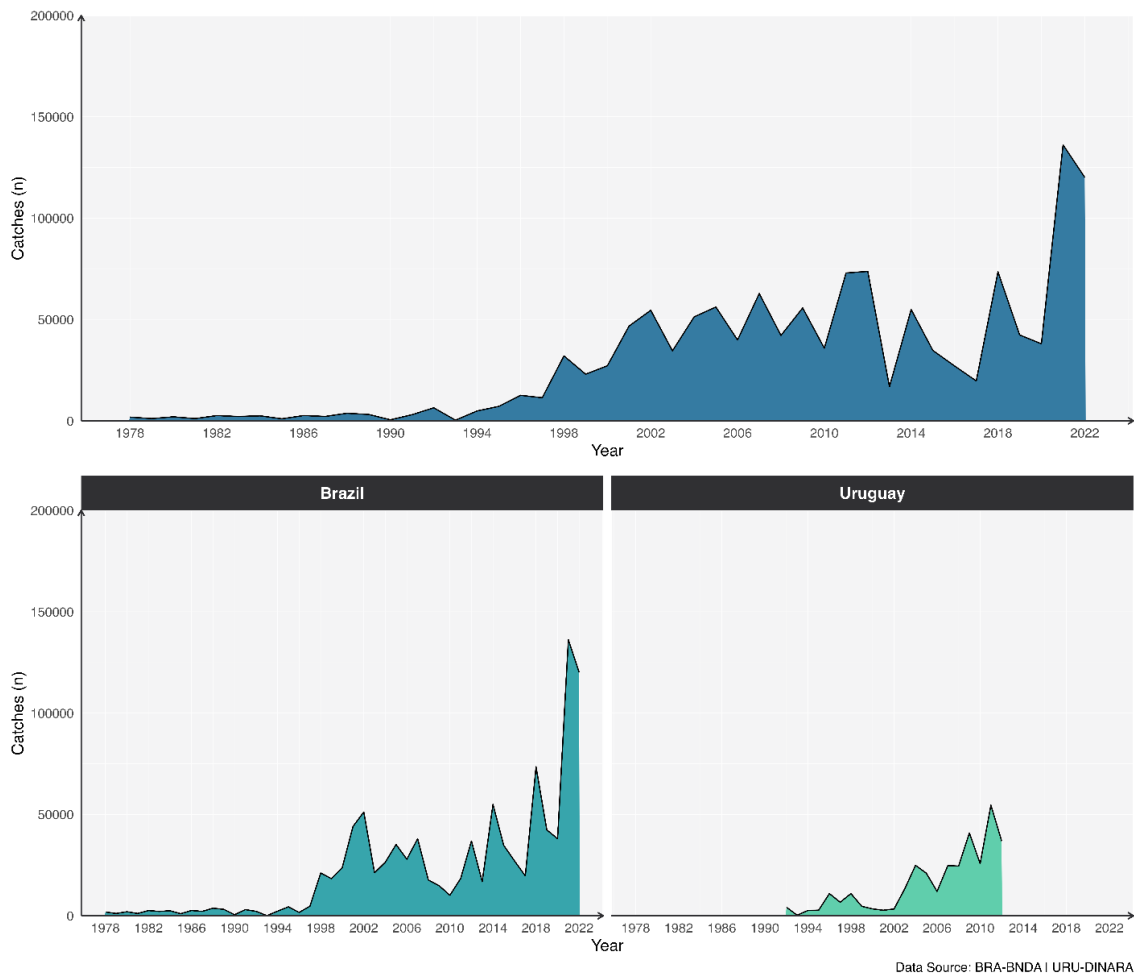 200000
150000
100000
50000
0
Catches (n)
1978 1982 1986 1990 1994 1998 2002 2006 2010 2014 2018 2022
Year
Brazil Uruguay
200000
150000
100000
50000
0
Catches (n)
1978 1982 1986 1990 1994 1998 2002 2006 2010 2014 2018 2022 1978 1982 1986 1990 1994 1998 2002 2006 2010 2014 2018 2022
Year
Data Source: BRA-BNDA | URU-DINARA